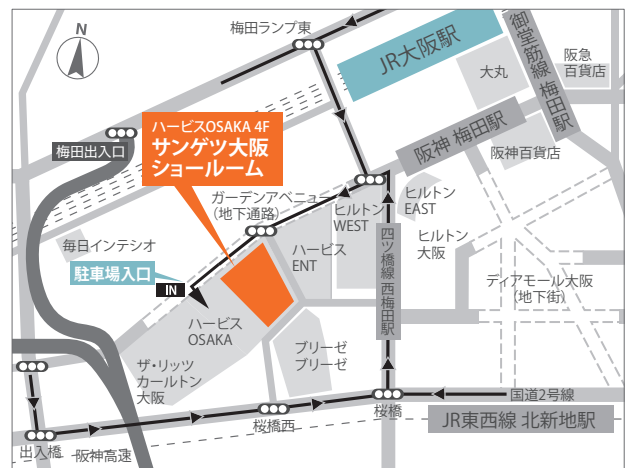 N
梅田ランプ東
JR大阪駅
御堂筋線 梅田駅
阪急
百貨店
大丸
ハービスOSAKA 4F
サンゲツ大阪
ショールーム
梅田出入口
阪神 梅田駅
阪神百貨店
ガーデンアベニュー
(地下通路)
ヒルトン
WEST
ヒルトン
EAST
毎日インテシオ
ハービス
ENT
四ツ橋線 西梅田駅
ヒルトン
大阪
駐車場入口
IN
ディアモール大阪
(地下街)
ハービス
OSAKA
ブリーゼ
ブリーゼ
ザ・リッツ
カールトン
大阪
国道2号線
桜橋
桜橋西
JR東西線 北新地駅
出入橋
阪神高速